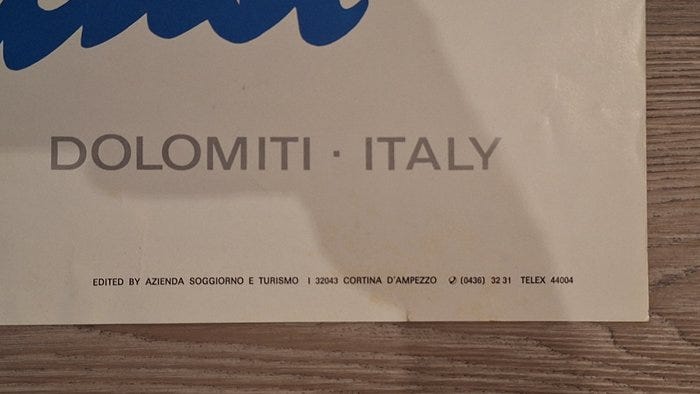 DOLOMITI · ITALY
EDITED BY AZIENDA SOGGIORNO E TURISMO I 32043 CORTINA D'AMPEZZO ✆ (0436) 32 31 TELEX 44004